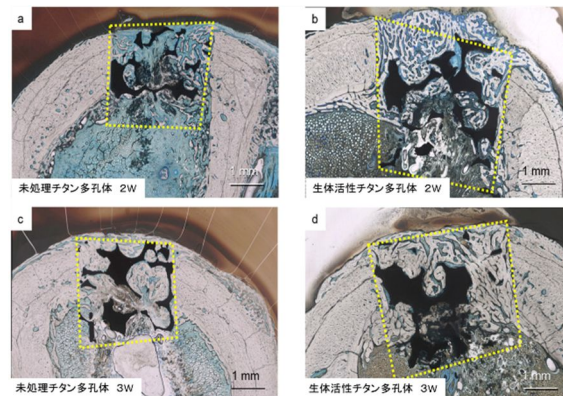 a
1 mm
未処理チタン多孔体 2W
b
1 mm
生体活性チタン多孔体 2W
c
1 mm
未処理チタン多孔体 3W
d
1 mm
生体活性チタン多孔体 3W